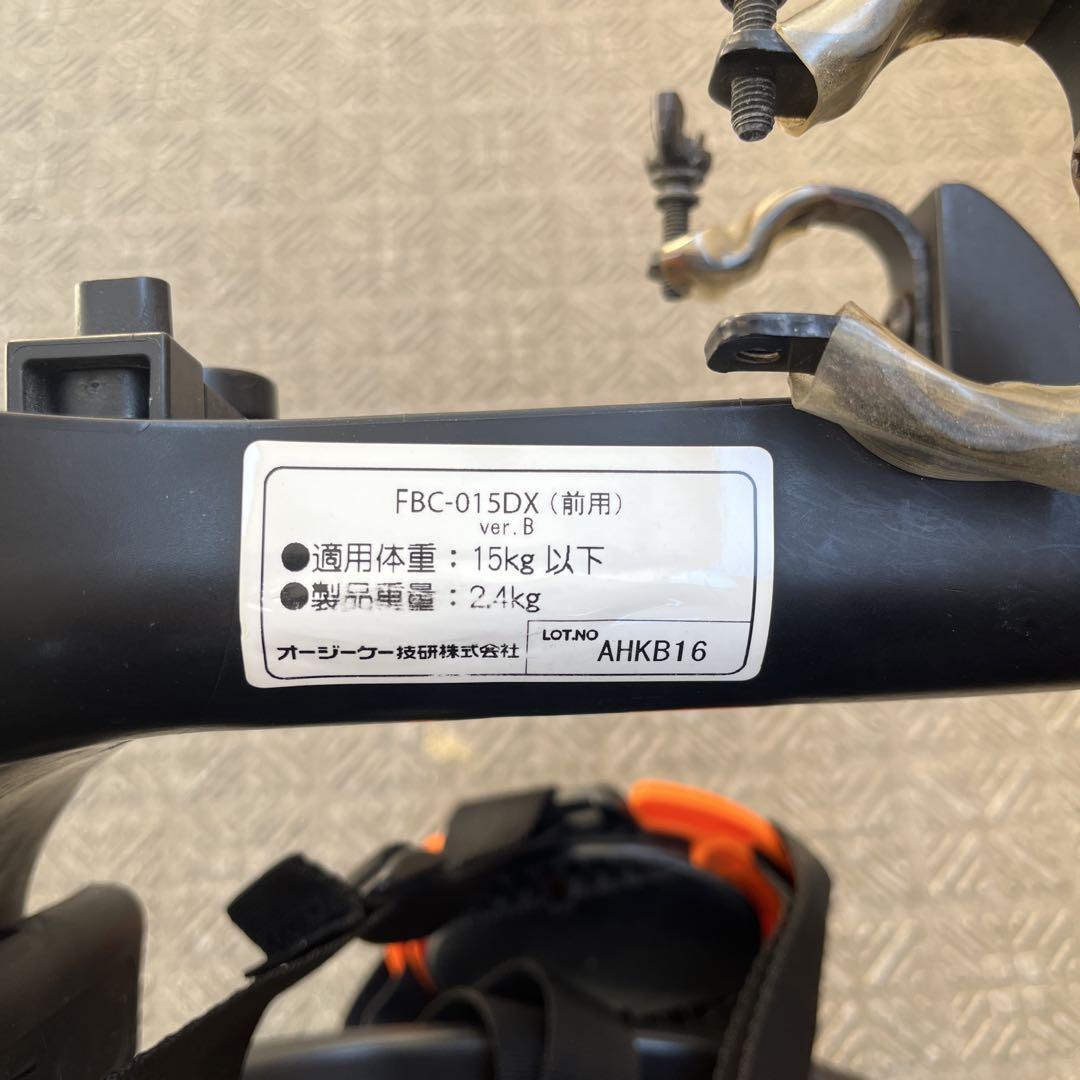 FBC-015DX（前用）
ver.B
●適用体重：15kg 以下
●製品重量：2.4kg
オージーケー技研株式会社
LOT.NO AHKB16